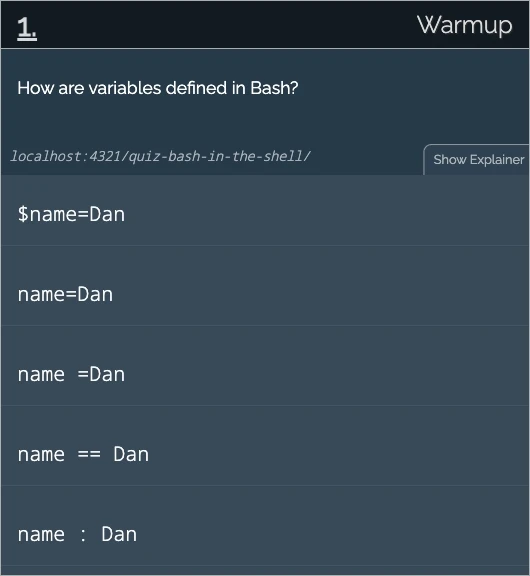 1.
Warmup
How are variables defined in Bash?
localhost:4321/quiz-bash-in-the-shell/
Show Explainer
$name=Dan
name=Dan
name =Dan
name == Dan
name : Dan